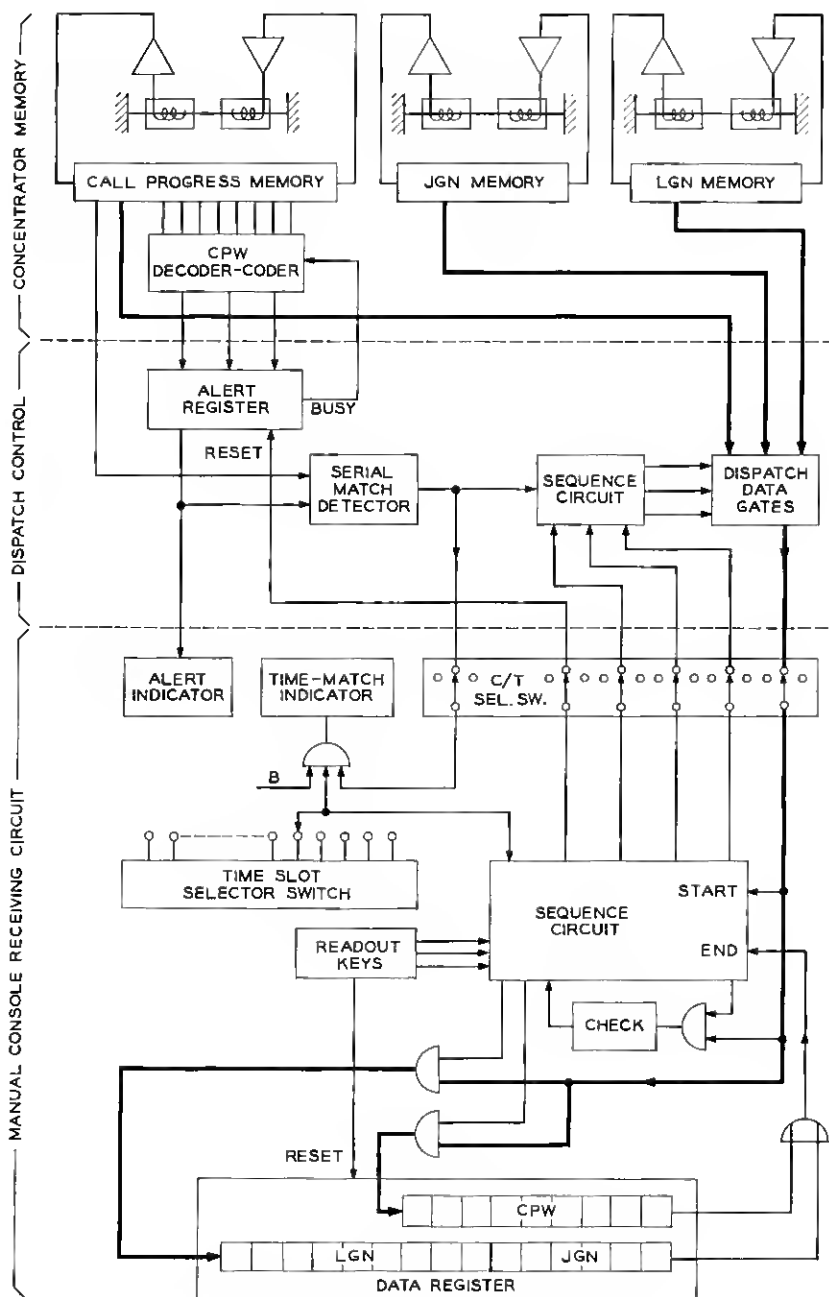 CONCENTRATOR MEMORY
CALL PROGRESS MEMORY
JGN MEMORY
LGN MEMORY
CPW
DECODER-CODER
DISPATCH CONTROL
ALERT
REGISTER
BUSY
RESET
SERIAL
MATCH
DETECTOR
SEQUENCE
CIRCUIT
DISPATCH
DATA
GATES
MANUAL CONSOLE RECEIVING CIRCUIT
ALERT
INDICATOR
TIME-MATCH
INDICATOR
C/T
SEL. SW.
B
TIME SLOT
SELECTOR SWITCH
START
SEQUENCE
CIRCUIT
END
READOUT
KEYS
CHECK
RESET
CPW
LGN
JGN
DATA REGISTER